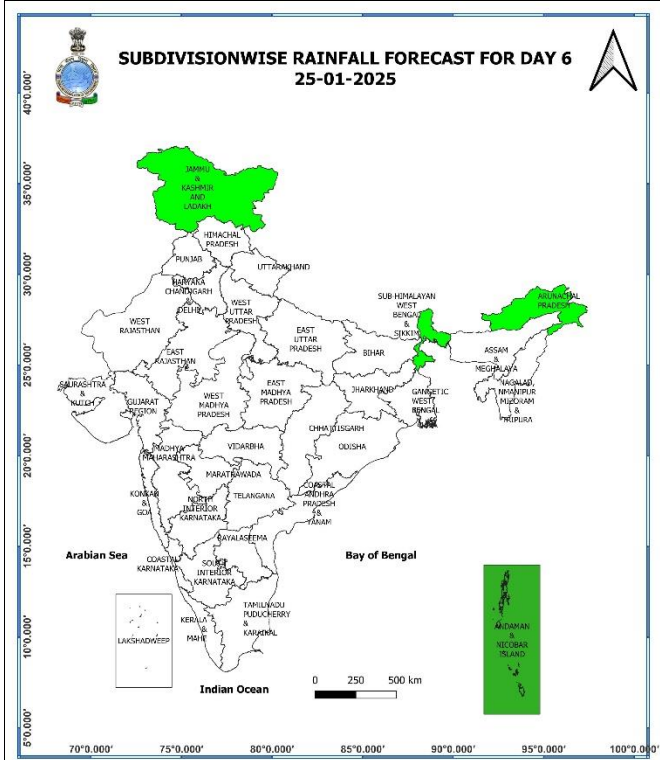 SUBDIVISIONWISE RAINFALL FORECAST FOR DAY 6
25-01-2025
40°0.000'
35°0.000'
30°0.000'
25°0.000'
20°0.000'
15°0.000'
10°0.000'
5°0.000'
JAMMU
&
KASHMIR
AND
LADAKH
HIMACHAL
PRADESH
PUNJAB
UTTARAKHAND
HARYANA
CHANDIGARH
&
DELHI
WEST
UTTAR
PRADESH
WEST
RAJASTHAN
EAST
RAJASTHAN
EAST
UTTAR
PRADESH
SUB HIMALAYAN
WEST
BENGAL
&
SIKKIM
ARUNACHAL
PRADESH
BIHAR
ASSAM
&
MEGHALAYA
NAGALAD,
NMANIPUR
MIZORAM
&
TRIPURA
SAURASHTRA
&
KUTCH
GUJARAT
REGION
WEST
MADHYA
PRADESH
EAST
MADHYA
PRADESH
JHARKHAND
GANGETIC
WEST
BENGAL
CHHATTISGARH
ODISHA
MADHYA
MAHARASHTRA
VIDARBHA
MARATHWADA
KONKAN
&
GOA
NORTH
INTERIOR
KARNATAKA
TELANGANA
COASTAL
ANDHRA
PRADESH
&
YANAM
RAYALASEEMA
Arabian Sea
Bay of Bengal
COASTAL
KARNATAKA
SOUTH
INTERIOR
KARNATAKA
LAKSHADWEEP
KERALA
&
MAHE
TAMILNADU
PUDUCHERRY
&
KARAIKAL
ANDAMAN
&
NICOBAR
ISLAND
Indian Ocean
0 250 500 km
70°0.000' 75°0.000' 80°0.000' 85°0.000' 90°0.000' 95°0.000' 100°0.000'